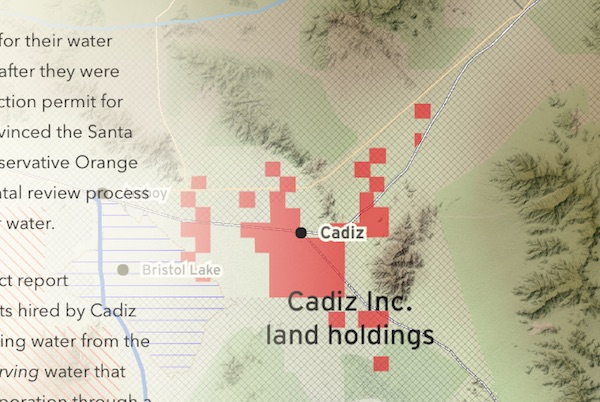 for their water
after they were
ction permit for
vinced the Santa
servative Orange
ntal review process
r water.
ct report
ts hired by Cadiz
ing water from the
rving water that
poration through a
Cadiz
Bristol Lake
Cadiz Inc.
land holdings